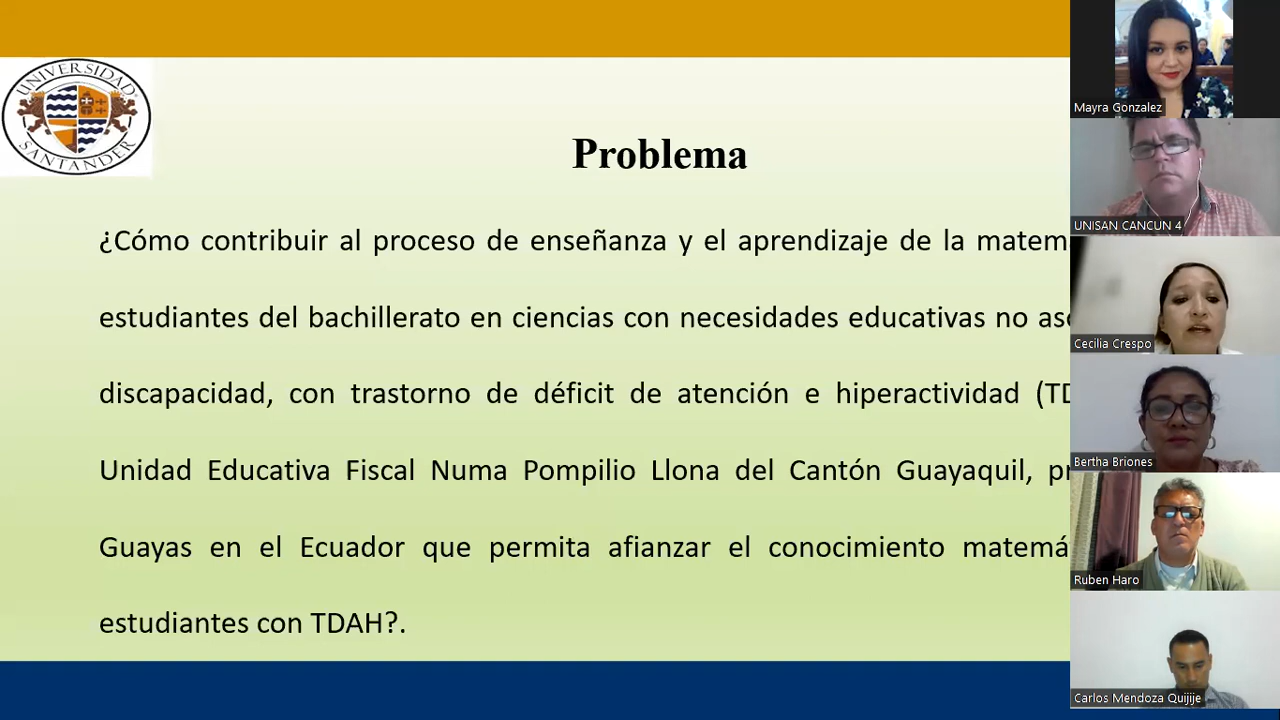 UNIVERSIDAD
SANTANDER
Problema
¿Cómo contribuir al proceso de enseñanza y el aprendizaje de la matem
estudiantes del bachillerato en ciencias con necesidades educativas no aso
discapacidad, con trastorno de déficit de atención e hiperactividad (TD
Unidad Educativa Fiscal Numa Pompilio Llona del Cantón Guayaquil, pr
Guayas en el Ecuador que permita afianzar el conocimiento matemá
estudiantes con TDAH?.
Mayra Gonzalez
UNISAN CANCUN 4
Cecilia Crespo
Bertha Briones
Ruben Haro
Carlos Mendoza Quijije